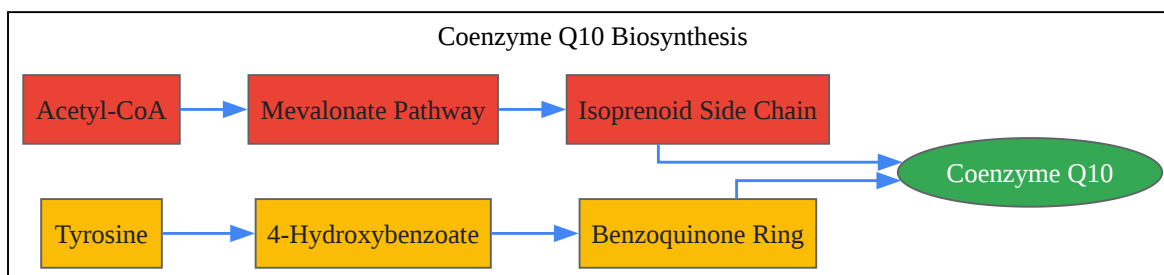 Coenzyme Q10 Biosynthesis
Acetyl-CoA
Mevalonate Pathway
Isoprenoid Side Chain
Coenzyme Q10
Tyrosine
4-Hydroxybenzoate
Benzoquinone Ring